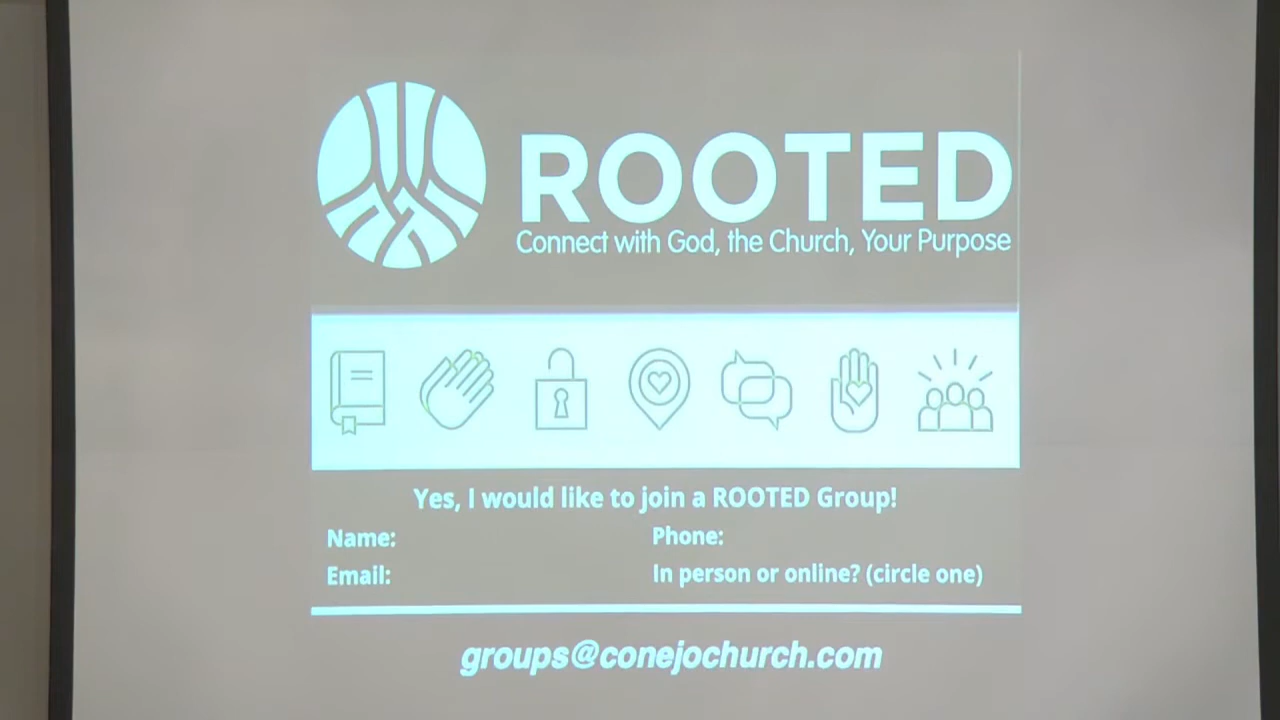 ROOTED
Connect with God, the Church, Your Purpose
Yes, I would like to join a ROOTED Group!
Name:
Phone:
Email:
In person or online? (circle one)
groups@conejochurch.com